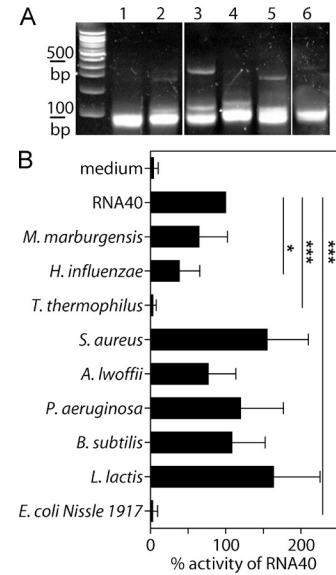 A
1 2 3 4 5 6
500
bp
100
bp
B
medium
RNA40
M. marburgensis
H. influenzae
T. thermophilus
S. aureus
A. lwoffii
P. aeruginosa
B. subtilis
L. lactis
E. coli Nissle 1917
*
***
***
0 100 200
% activity of RNA40